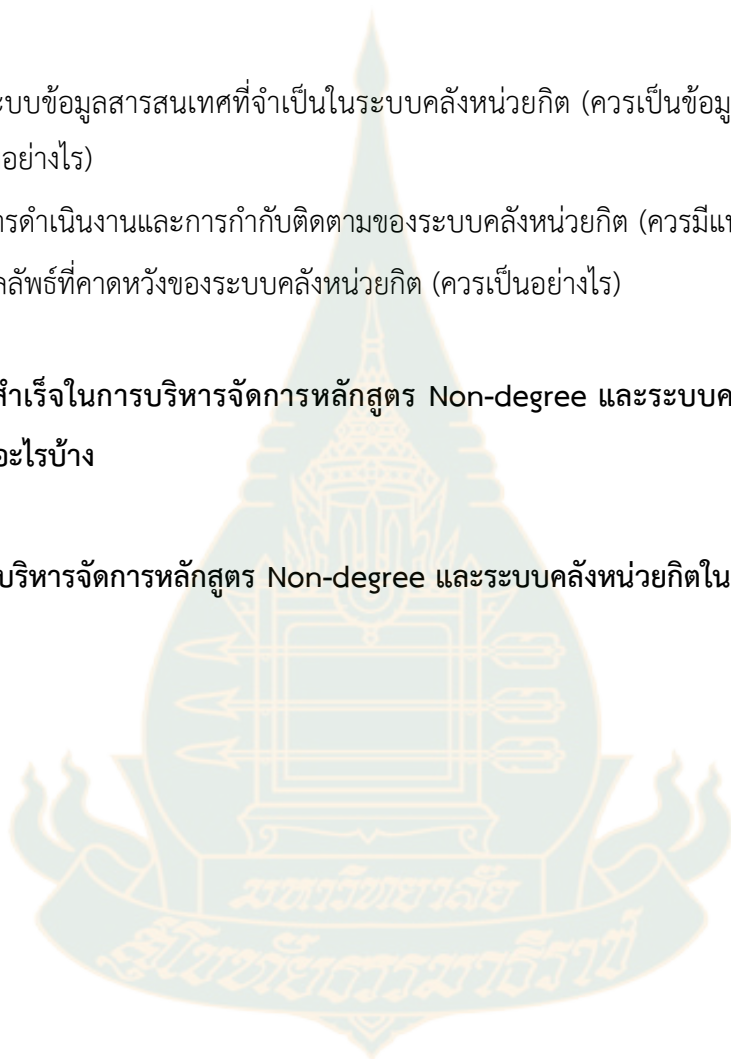 ะบบข้อมูลสารสนเทศที่จำเป็นในระบบคลังหน่วยกิต (ควรเป็นข้อมู
อย่างไร)
ารดำเนินงานและการกำกับติดตามของระบบคลังหน่วยกิต (ควรมีแน
ลลัพธ์ที่คาดหวังของระบบคลังหน่วยกิต (ควรเป็นอย่างไร)
สำเร็จในการบริหารจัดการหลักสูตร Non-degree และระบบค
อะไรบ้าง
บริหารจัดการหลักสูตร Non-degree และระบบคลังหน่วยกิตใน
มหาวิทยาลัย
สุโขทัยธรรมาธิราช